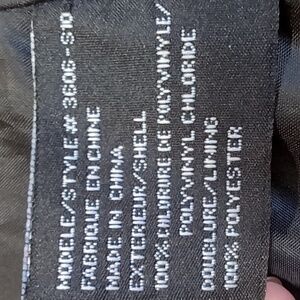 MODELE/STYLE # 3606-S10
FABRIQUE EN CHINE
MADE IN CHINA
EXTERIEUR/SHELL
100% CHLORURE DE POLYVINYLE/
POLYVINYL CHLORIDE
DOUBLURE/LINING
100% POLYESTER